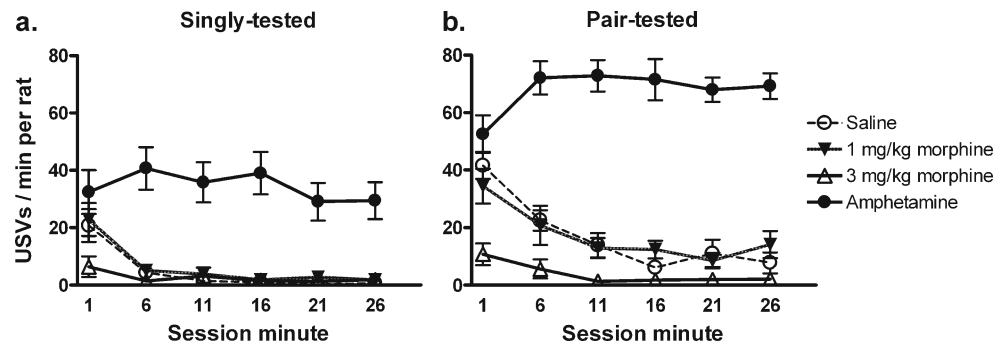 a. Singly-tested
USVs / min per rat
80
60
40
20
0
1 6 11 16 21 26
Session minute
b. Pair-tested
80
60
40
20
0
1 6 11 16 21 26
Session minute
Saline
1 mg/kg morphine
3 mg/kg morphine
Amphetamine